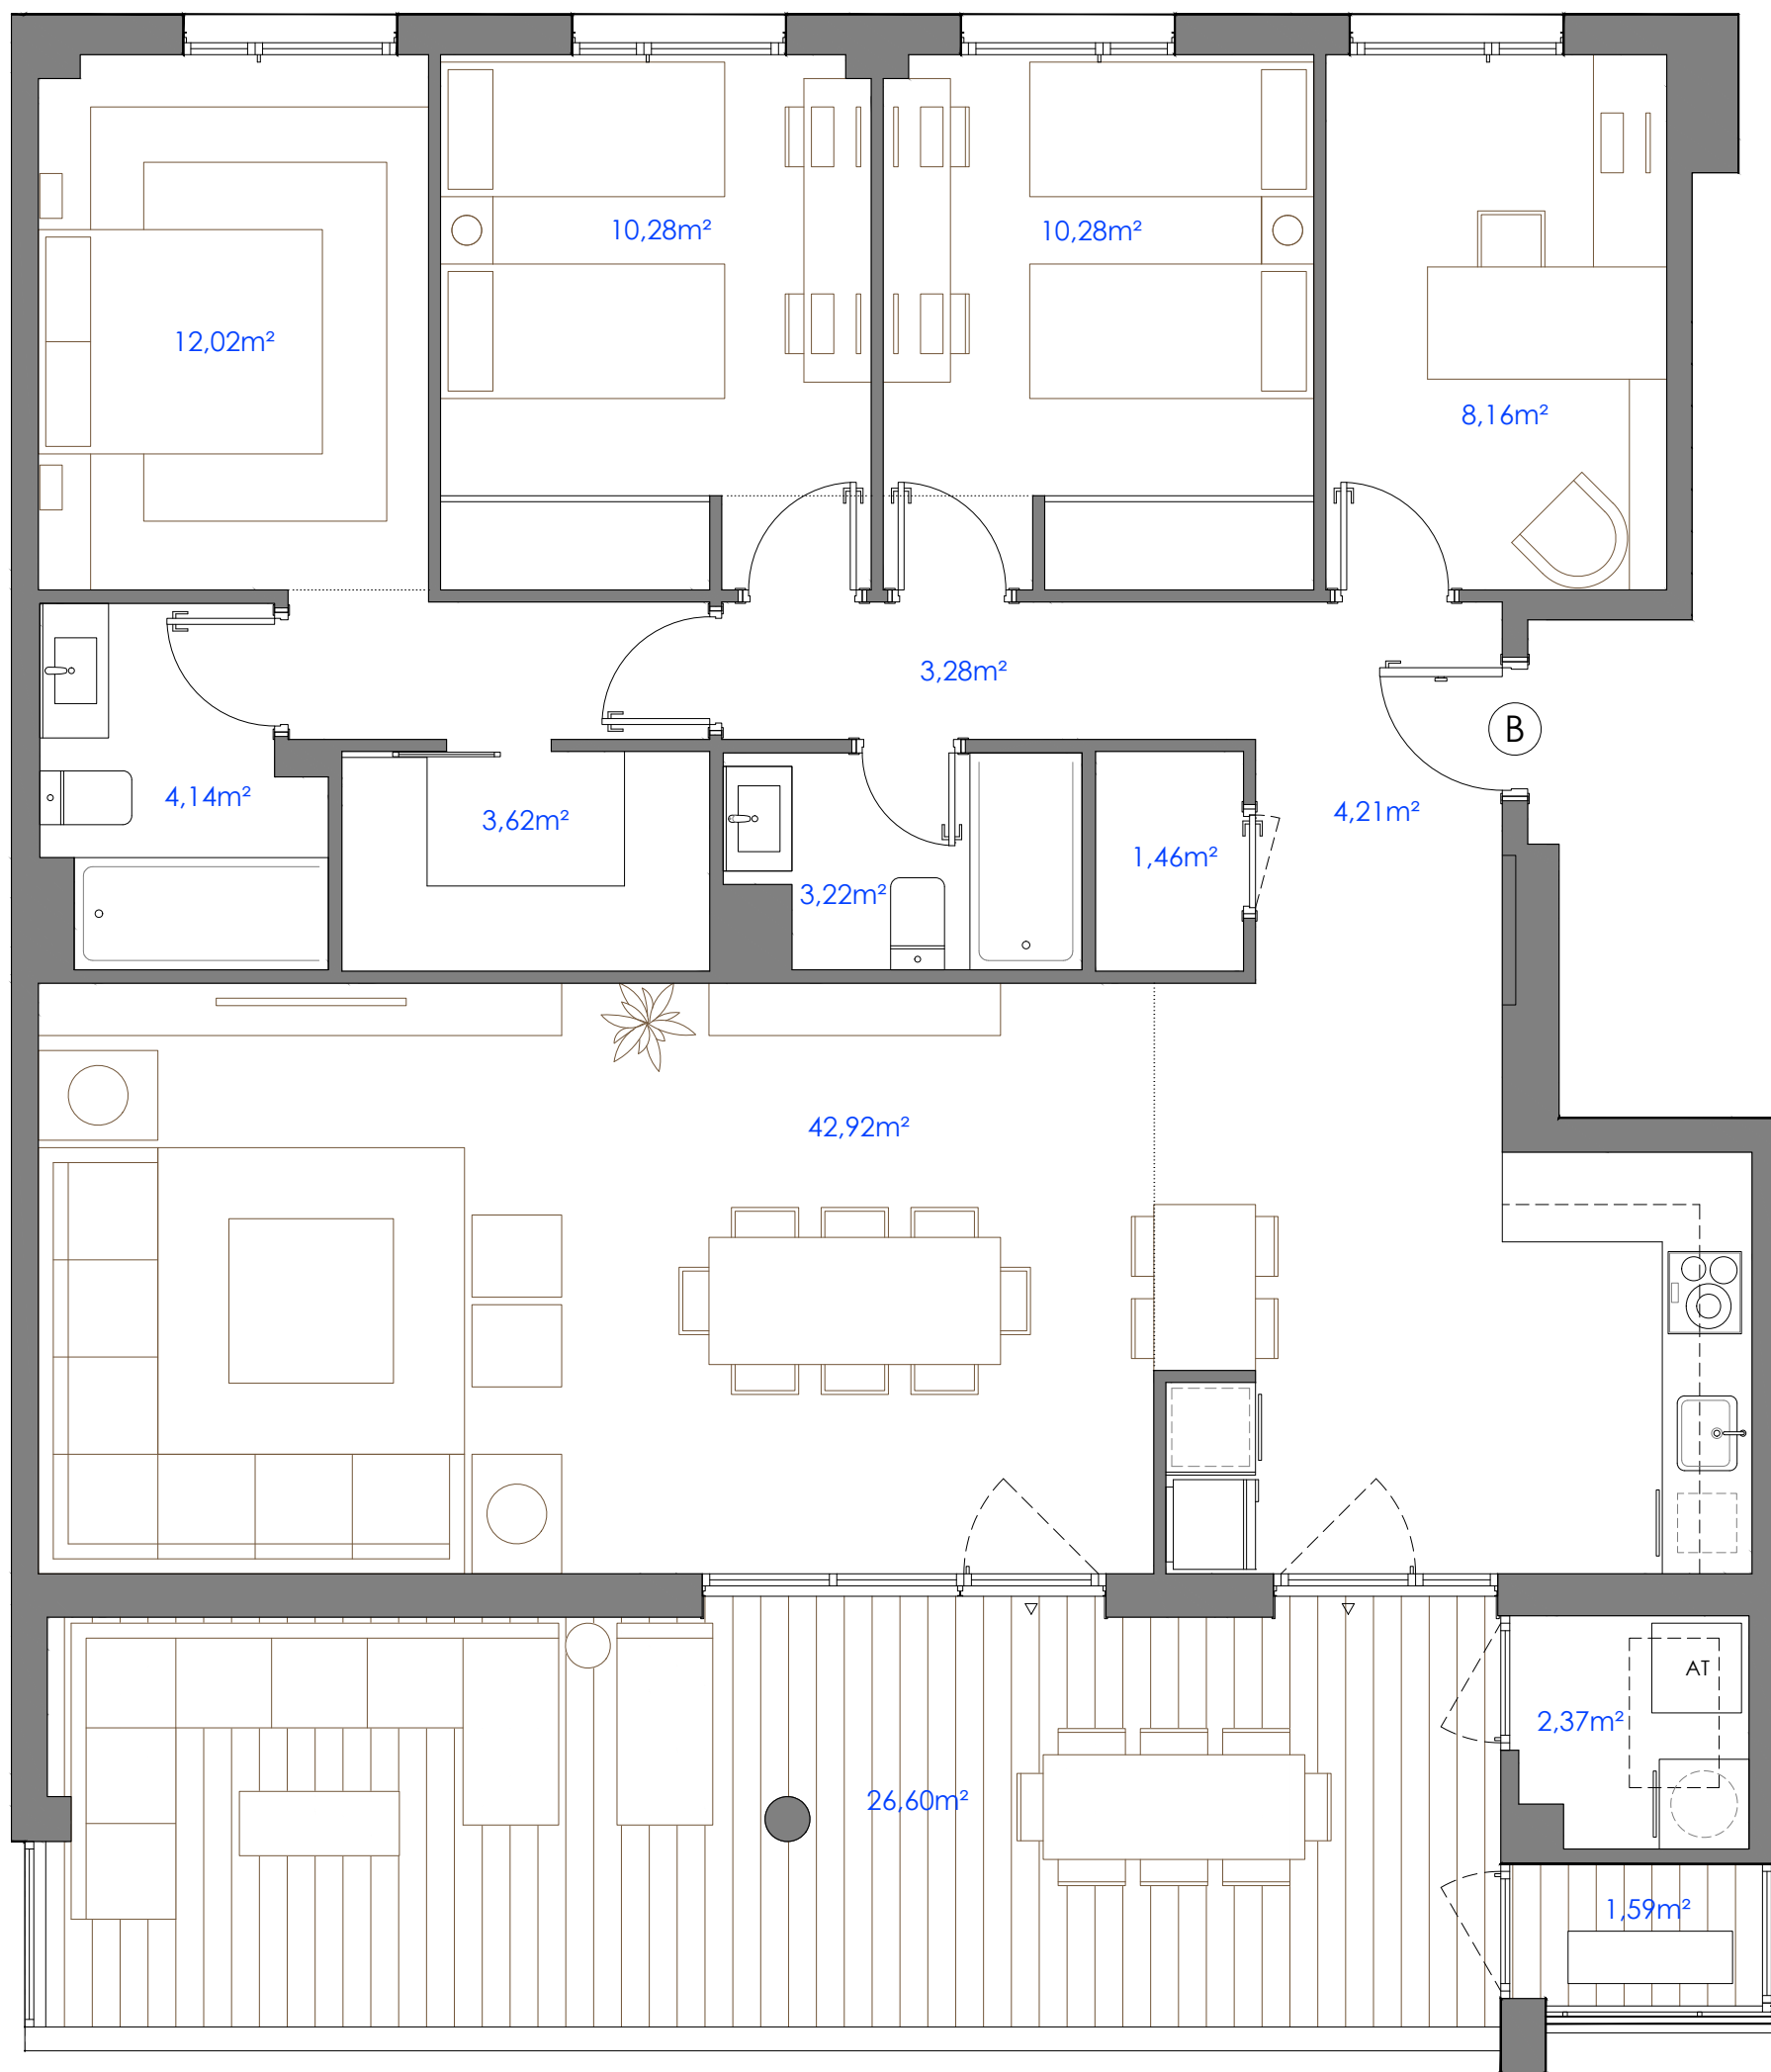 10,28m²
10,28m²
12,02m²
8,16m²
3,28m²
B
4,14m²
3,62m²
4,21m²
1,46m²
3,22m²
42,92m²
AT
2,37m²
26,60m²
1,59m²